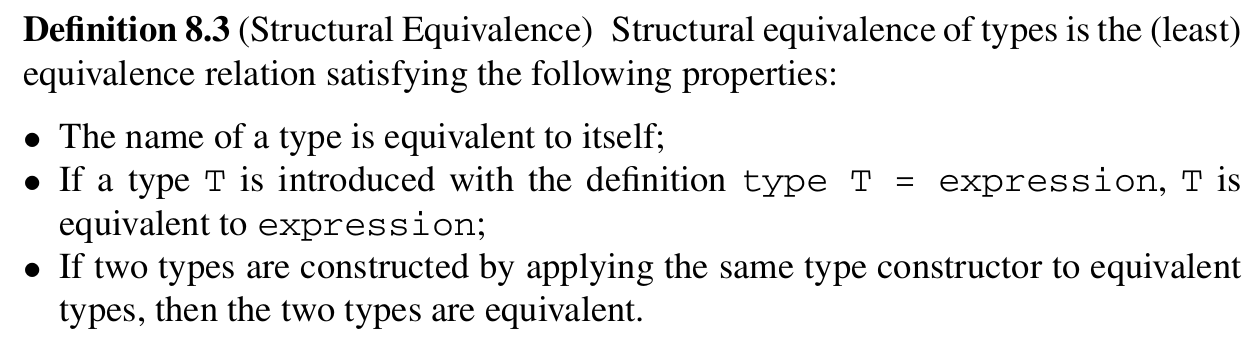 Definition 8.3 (Structural Equivalence) Structural equivalence of types is the (least)
equivalence relation satisfying the following properties:
• The name of a type is equivalent to itself;
• If a type T is introduced with the definition type T = expression, T is
equivalent to expression;
• If two types are constructed by applying the same type constructor to equivalent
types, then the two types are equivalent.